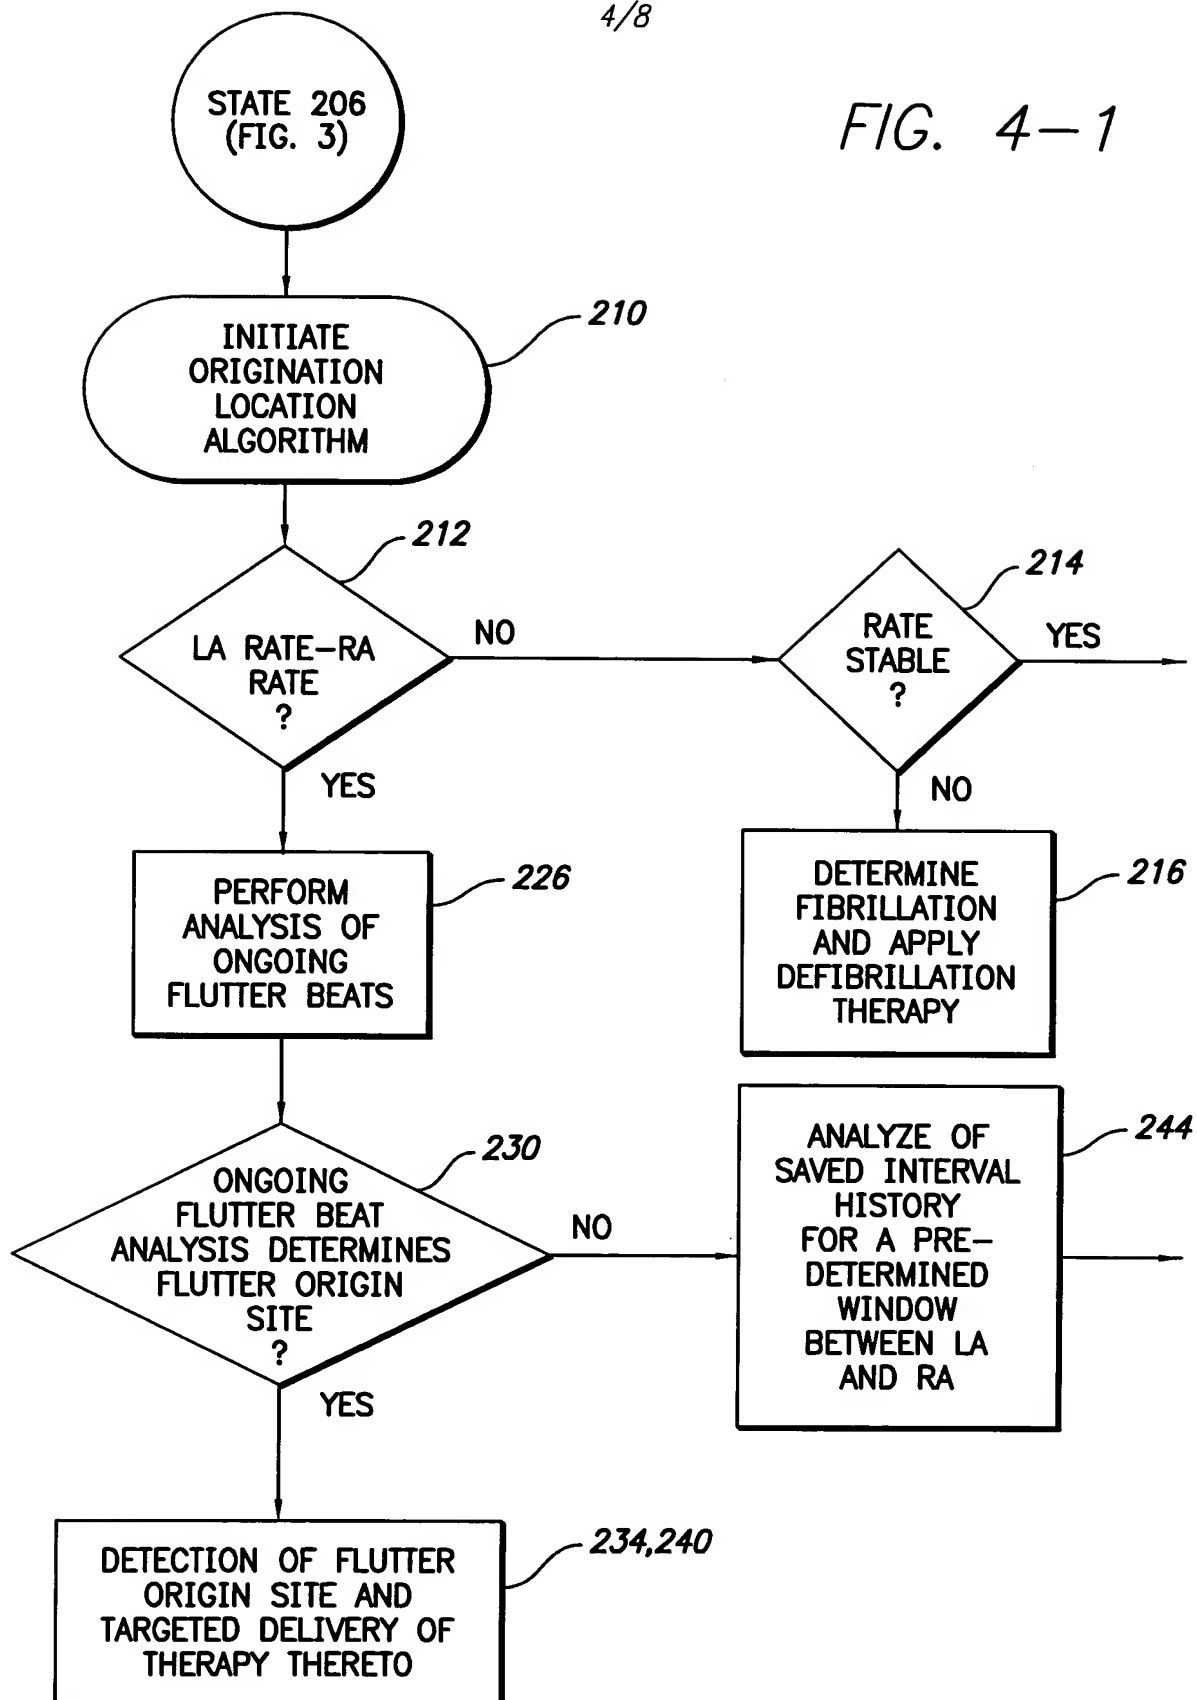 4/8
FIG. 4-1
STATE 206
(FIG. 3)
210
INITIATE
ORIGINATION
LOCATION
ALGORITHM
212
LA RATE-RA
RATE
?
NO
YES
214
RATE
STABLE
?
YES
NO
226
PERFORM
ANALYSIS OF
ONGOING
FLUTTER BEATS
216
DETERMINE
FIBRILLATION
AND APPLY
DEFIBRILLATION
THERAPY
230
ONGOING
FLUTTER BEAT
ANALYSIS DETERMINES
FLUTTER ORIGIN
SITE
?
NO
YES
244
ANALYZE OF
SAVED INTERVAL
HISTORY
FOR A PRE-
DETERMINED
WINDOW
BETWEEN LA
AND RA
234,240
DETECTION OF FLUTTER
ORIGIN SITE AND
TARGETED DELIVERY OF
THERAPY THERETO